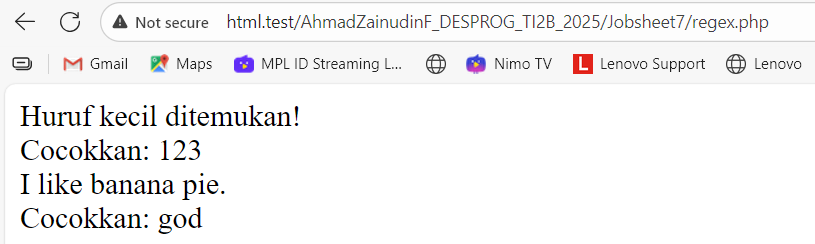 Not secure html.test/AhmadZainudinF_DESPROG_TI2B_2025/Jobsheet7/regex.php
Gmail Maps MPL ID Streaming L... Nimo TV L Lenovo Support Lenovo
Huruf kecil ditemukan!
Cocokkan: 123
I like banana pie.
Cocokkan: god